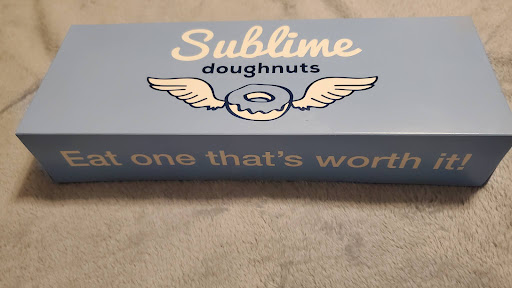 Sublime
doughnuts
Eat one that's worth it!